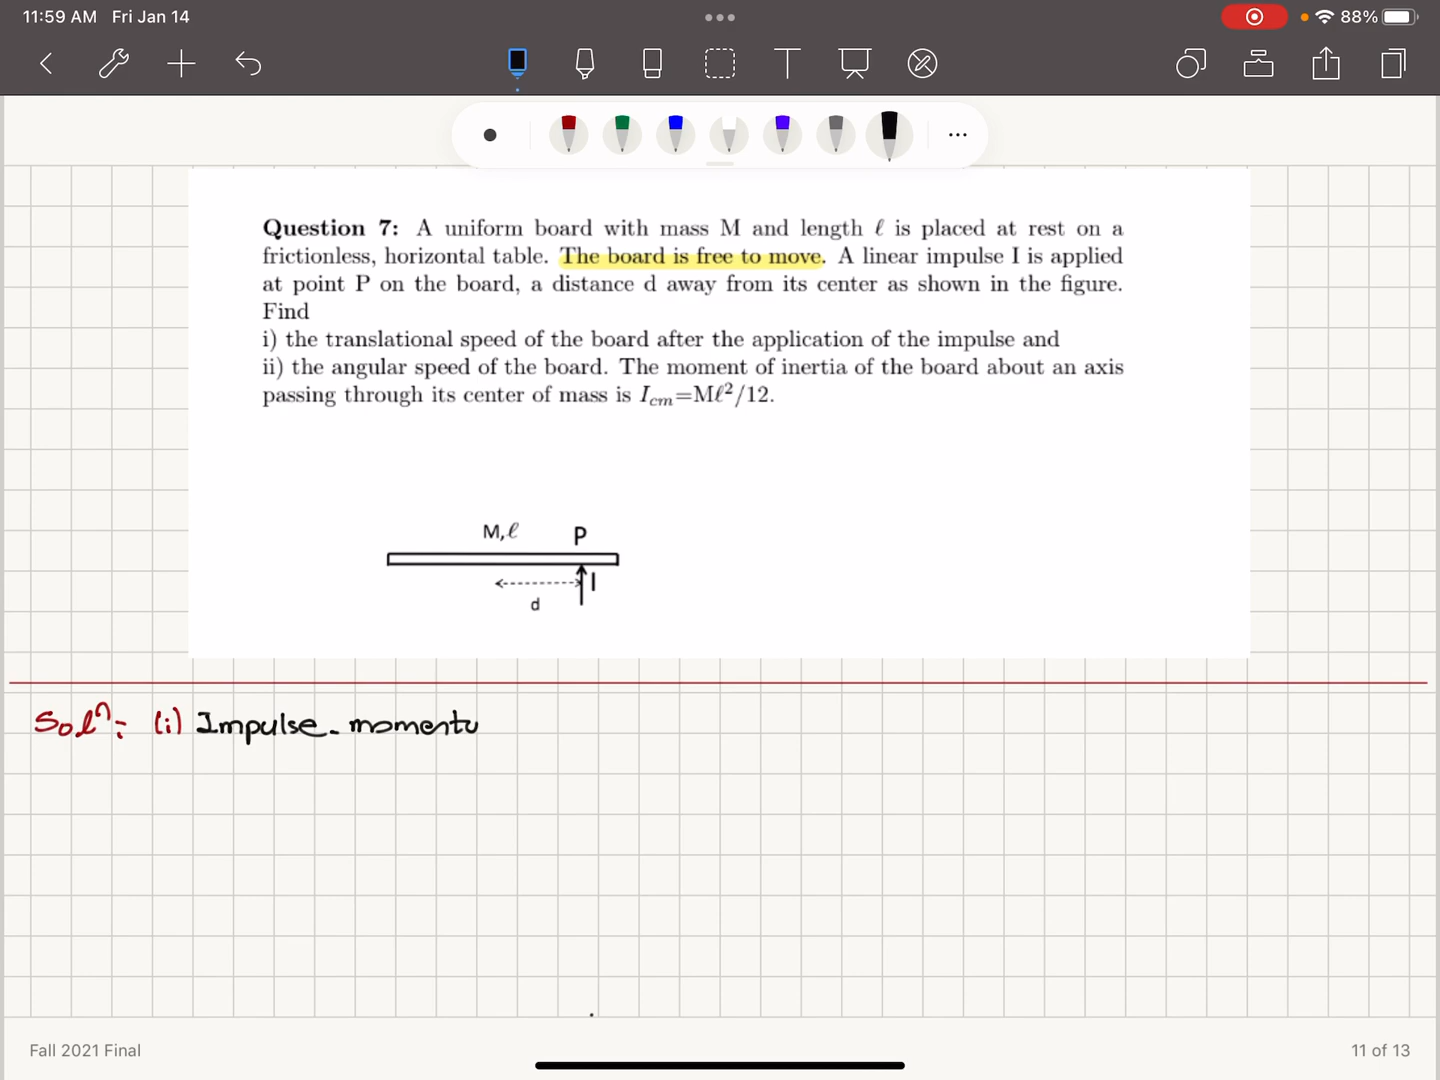 11:59 AM Fri Jan 14
88%
Question 7: A uniform board with mass M and length ℓ is placed at rest on a
frictionless, horizontal table. The board is free to move. A linear impulse I is applied
at point P on the board, a distance d away from its center as shown in the figure.
Find
i) the translational speed of the board after the application of the impulse and
ii) the angular speed of the board. The moment of inertia of the board about an axis
passing through its center of mass is I_cm=Mℓ²/12.
M,ℓ P
I
d
Solⁿ: (i) Impulse-momentu
Fall 2021 Final
11 of 13